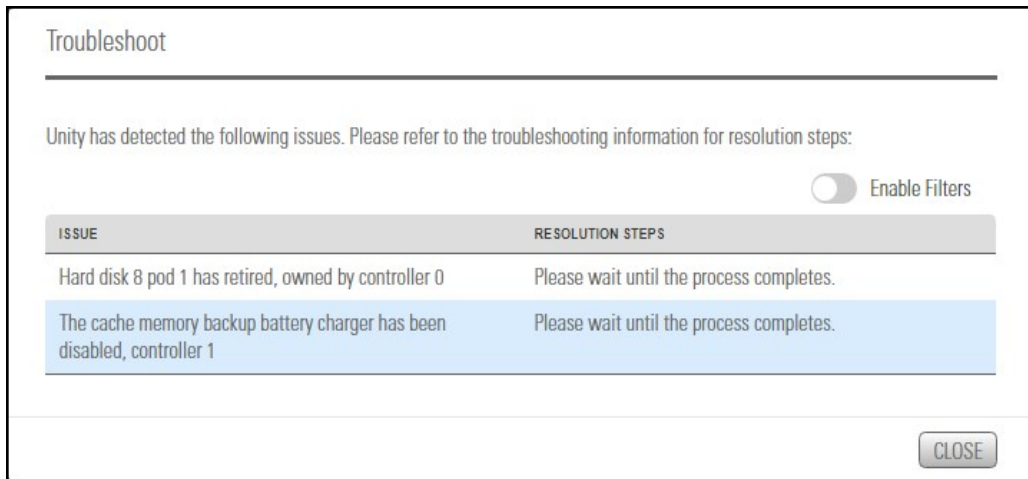 Troubleshoot
Unity has detected the following issues. Please refer to the troubleshooting information for resolution steps:
Enable Filters
ISSUE RESOLUTION STEPS
Hard disk 8 pod 1 has retired, owned by controller 0 Please wait until the process completes.
The cache memory backup battery charger has been Please wait until the process completes.
disabled, controller 1
CLOSE